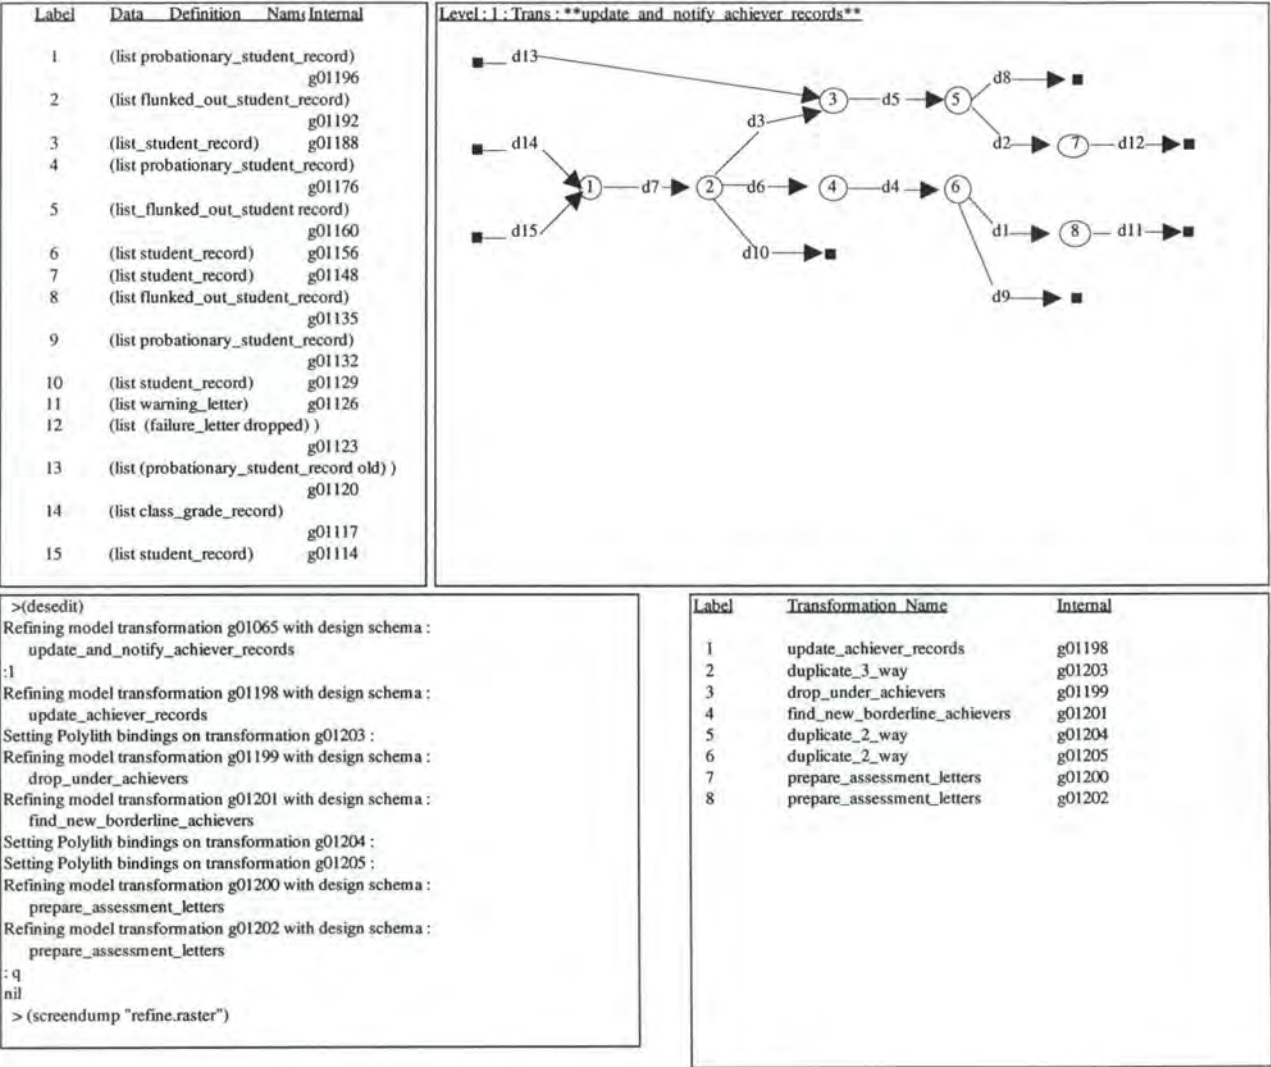 Label Data Definition Name Internal
1 (list probationary_student_record)
g01196
2 (list flunked_out_student_record)
g01192
3 (list_student_record) g01188
4 (list probationary_student_record)
g01176
5 (list_flunked_out_student record)
g01160
6 (list student_record) g01156
7 (list student_record) g01148
8 (list flunked_out_student_record)
g01135
9 (list probationary_student_record)
g01132
10 (list student_record) g01129
11 (list warning_letter) g01126
12 (list (failure_letter dropped) )
g01123
13 (list (probationary_student_record old) )
g01120
14 (list class_grade_record)
g01117
15 (list student_record) g01114
Level : 1 : Trans : **update and notify achiever records**
d13
d8
3 d5 5
d3
d14 d2 7 d12
1 d7 2 d6 4 d4 6
d15 d1 8 d11
d10
d9
>(desedit)
Refining model transformation g01065 with design schema :
update_and_notify_achiever_records
:1
Refining model transformation g01198 with design schema :
update_achiever_records
Setting Polylith bindings on transformation g01203 :
Refining model transformation g01199 with design schema :
drop_under_achievers
Refining model transformation g01201 with design schema :
find_new_borderline_achievers
Setting Polylith bindings on transformation g01204 :
Setting Polylith bindings on transformation g01205 :
Refining model transformation g01200 with design schema :
prepare_assessment_letters
Refining model transformation g01202 with design schema :
prepare_assessment_letters
: q
nil
> (screendump "refine.raster")
Label Transformation Name Internal
1 update_achiever_records g01198
2 duplicate_3_way g01203
3 drop_under_achievers g01199
4 find_new_borderline_achievers g01201
5 duplicate_2_way g01204
6 duplicate_2_way g01205
7 prepare_assessment_letters g01200
8 prepare_assessment_letters g01202